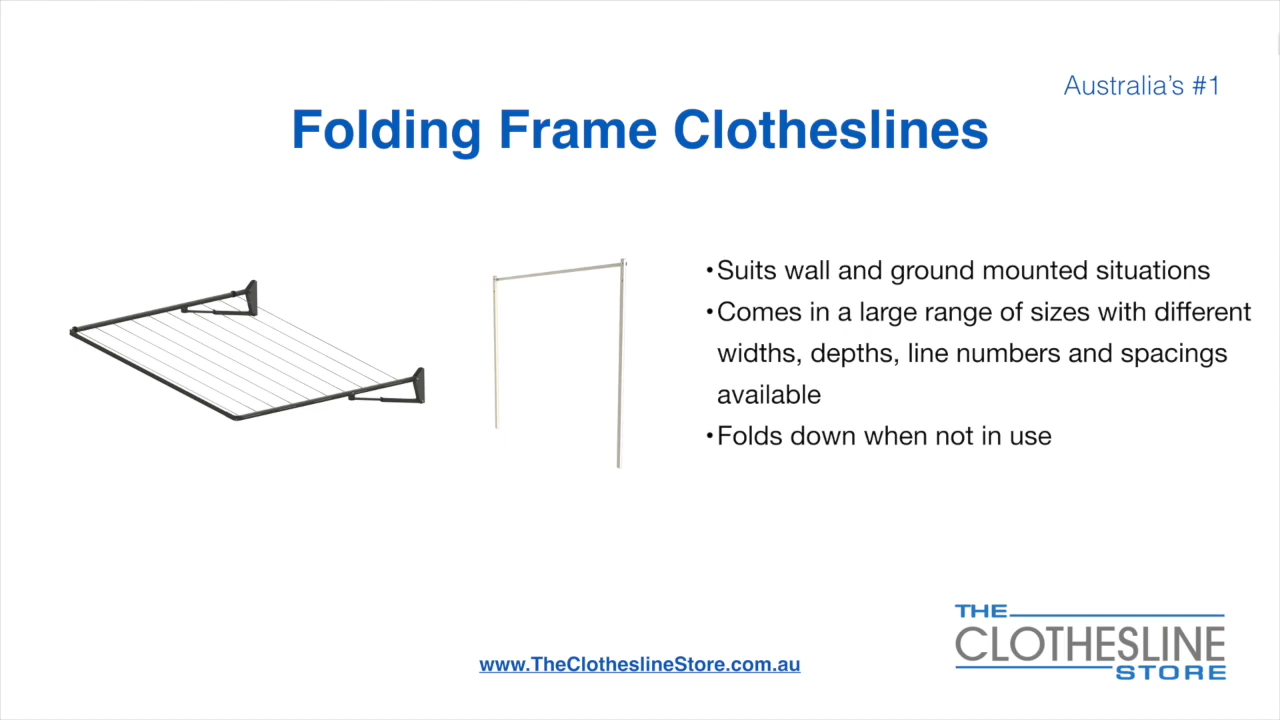 Australia's #1
Folding Frame Clotheslines
•Suits wall and ground mounted situations
•Comes in a large range of sizes with different
widths, depths, line numbers and spacings
available
•Folds down when not in use
www.TheClotheslineStore.com.au
THE
CLOTHESLINE
STORE